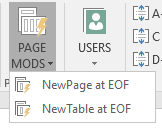 PAGE
MODS
USERS
A-
C
D-
NewPage at EOF
NewTable at EOF